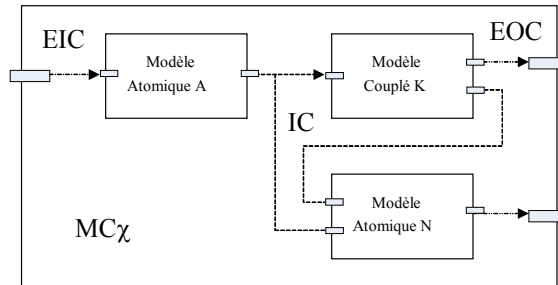 EIC
Modèle
Atomique A
Modèle
Couplé K
EOC
IC
Modèle
Atomique N
MCχ